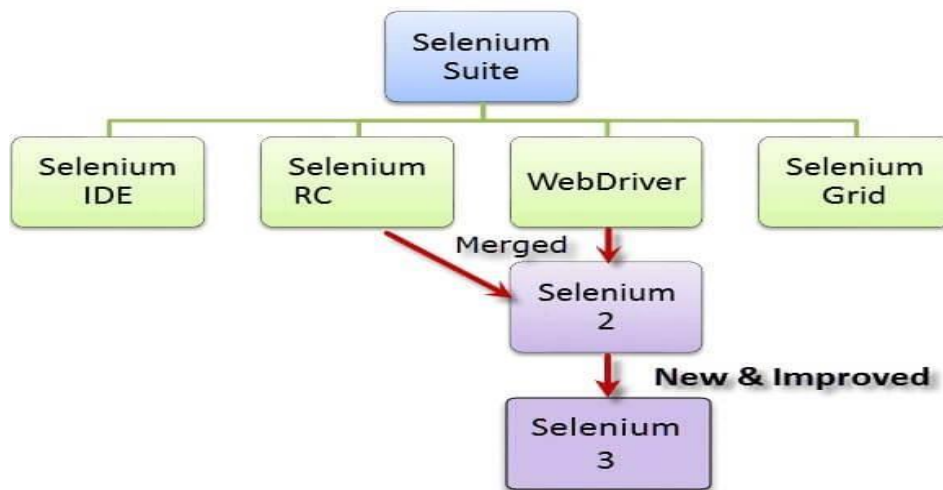 Selenium
Suite
Selenium
IDE
Selenium
RC
WebDriver
Selenium
Grid
Merged
Selenium
2
New & Improved
Selenium
3